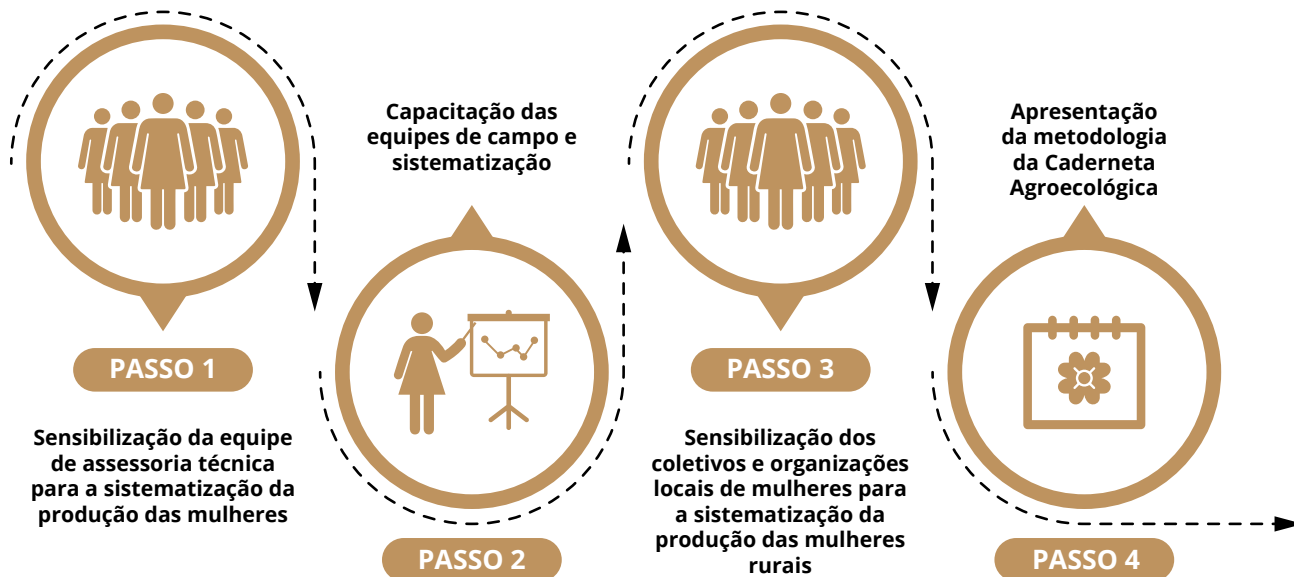 PASSO 1
Sensibilização da equipe
de assessoria técnica
para a sistematização da
produção das mulheres
Capacitação das
equipes de campo e
sistematização
PASSO 2
PASSO 3
Sensibilização dos
coletivos e organizações
locais de mulheres para
a sistematização da
produção das mulheres
rurais
Apresentação
da metodologia
da Caderneta
Agroecológica
PASSO 4